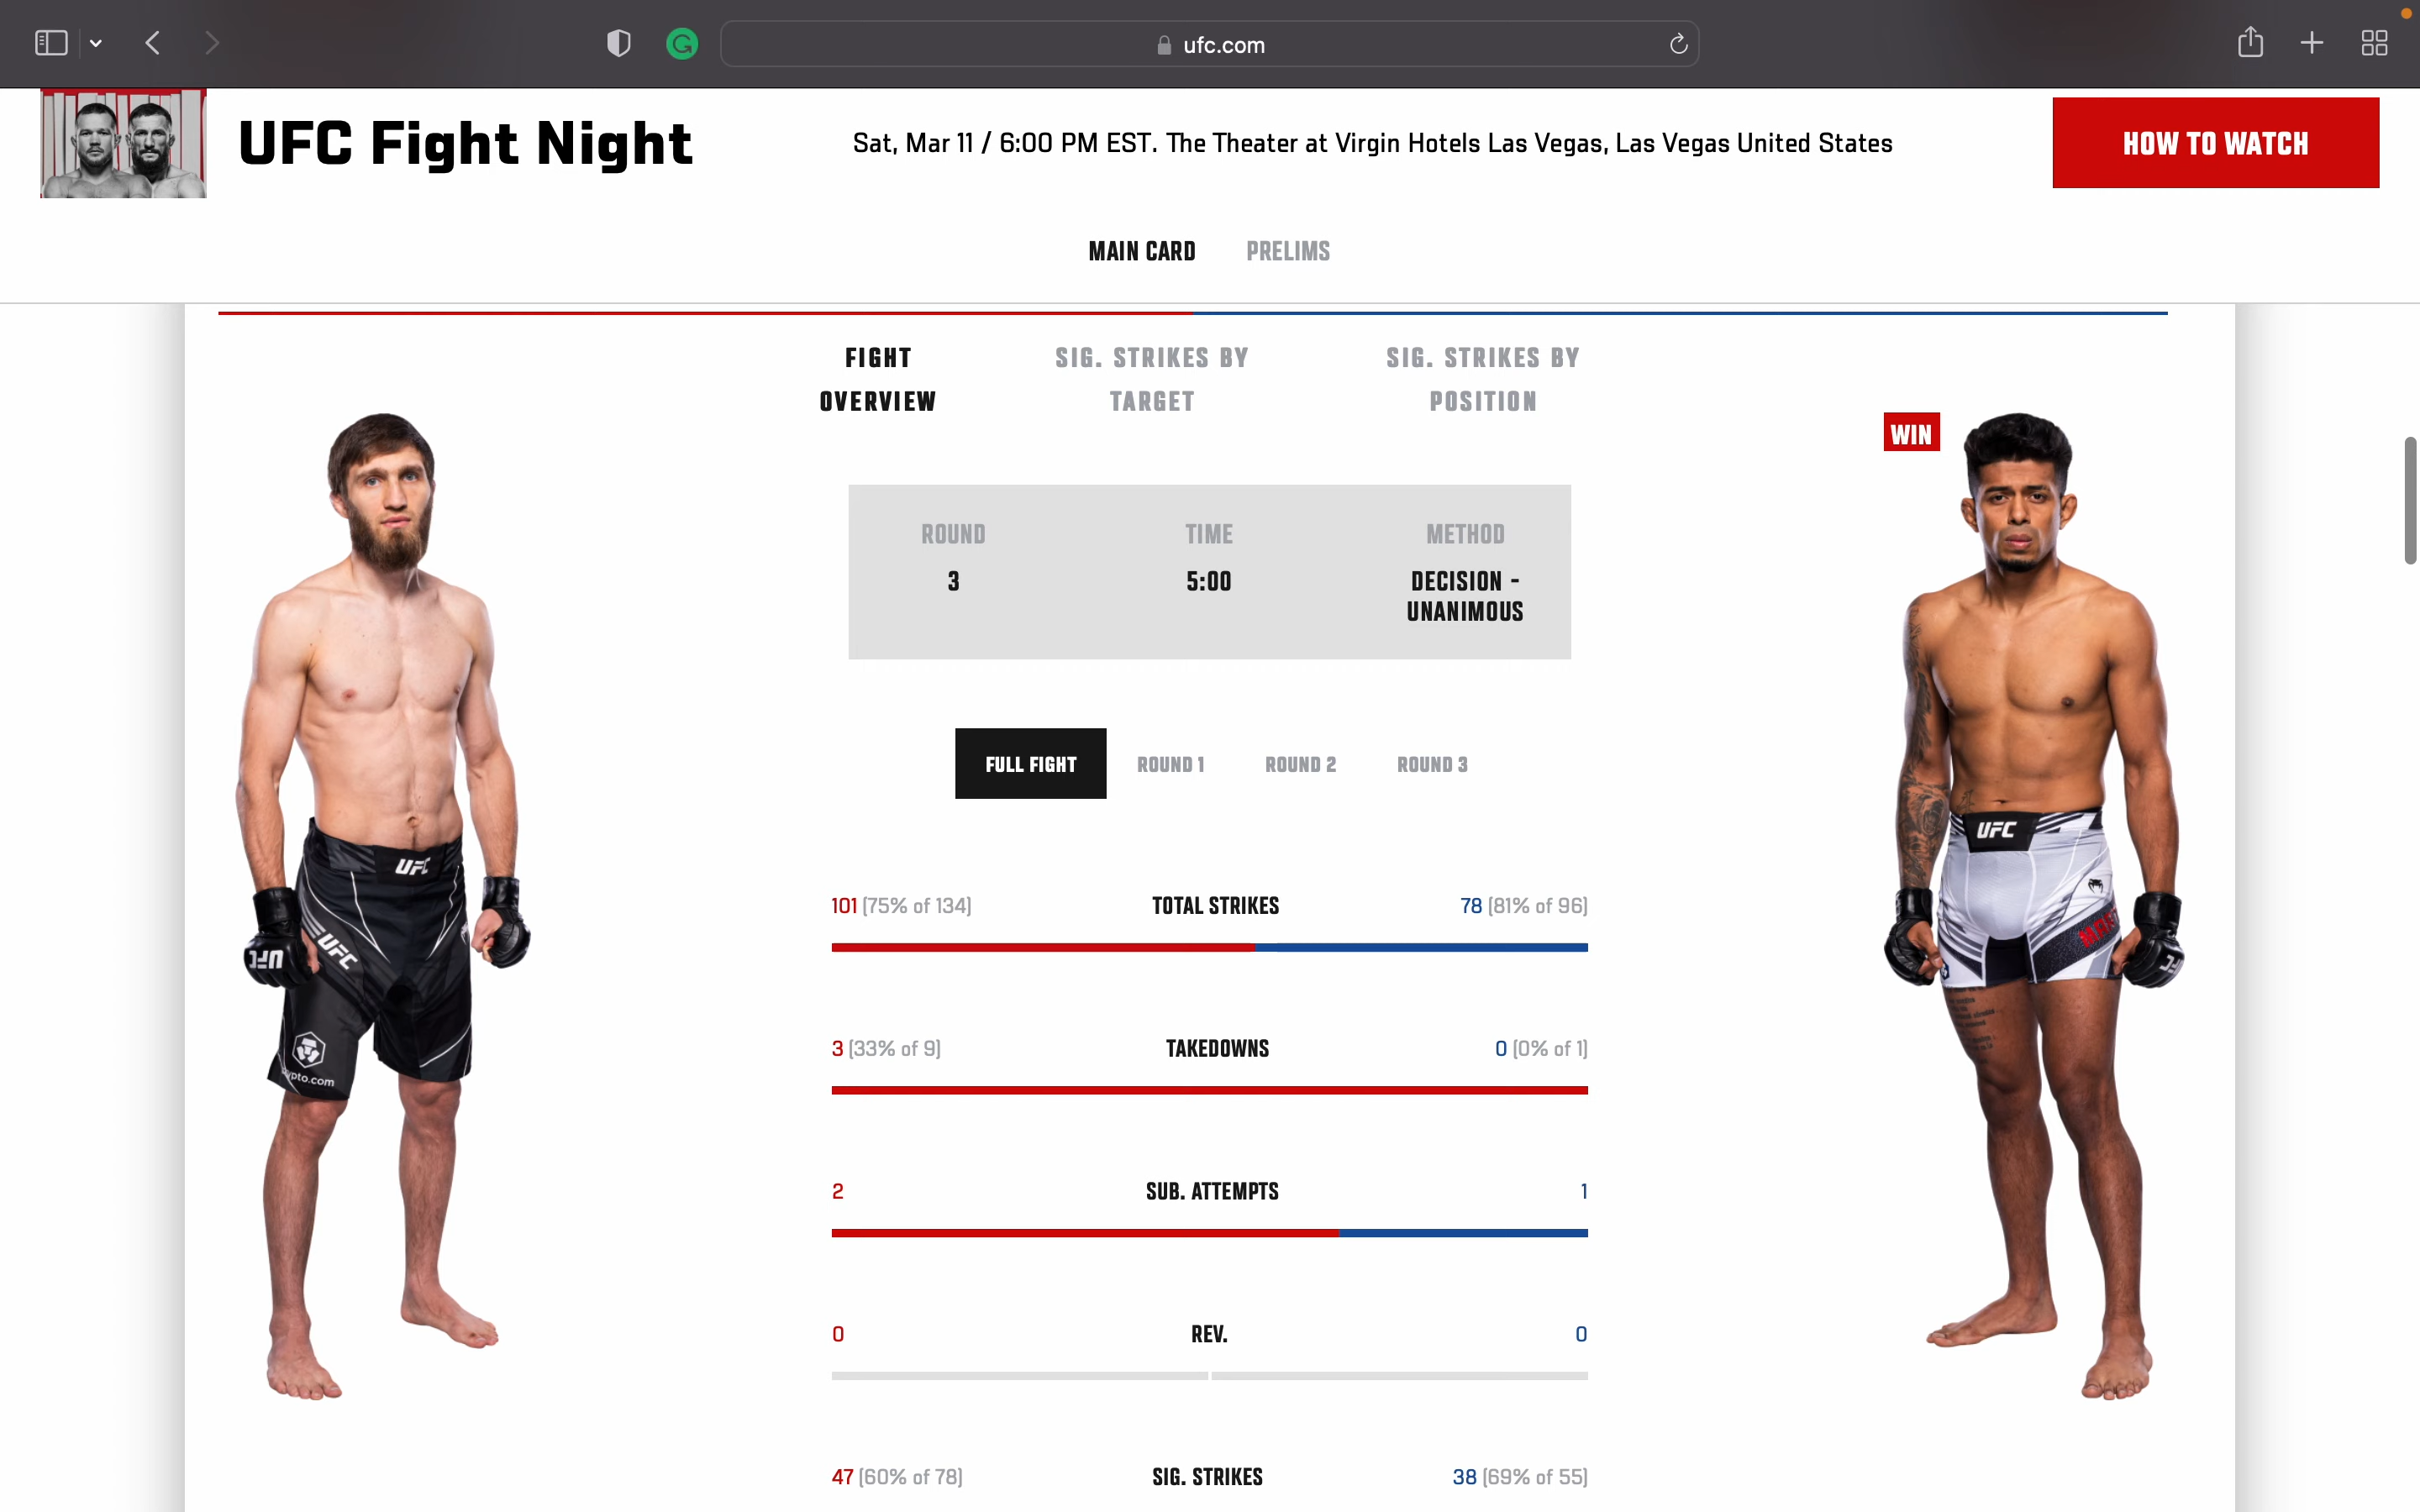 ufc.com
UFC Fight Night
Sat, Mar 11 / 6:00 PM EST. The Theater at Virgin Hotels Las Vegas, Las Vegas United States
HOW TO WATCH
MAIN CARD PRELIMS
FIGHT OVERVIEW
SIG. STRIKES BY TARGET
SIG. STRIKES BY POSITION
WIN
ROUND TIME METHOD
3 5:00 DECISION -
UNANIMOUS
FULL FIGHT ROUND 1 ROUND 2 ROUND 3
UFC
UFC
UFC
UFC
101 [75% of 134] TOTAL STRIKES 78 [81% of 96]
3 [33% of 9] TAKEDOWNS 0 [0% of 1]
2 SUB. ATTEMPTS 1
0 REV. 0
47 [60% of 78] SIG. STRIKES 38 [69% of 55]